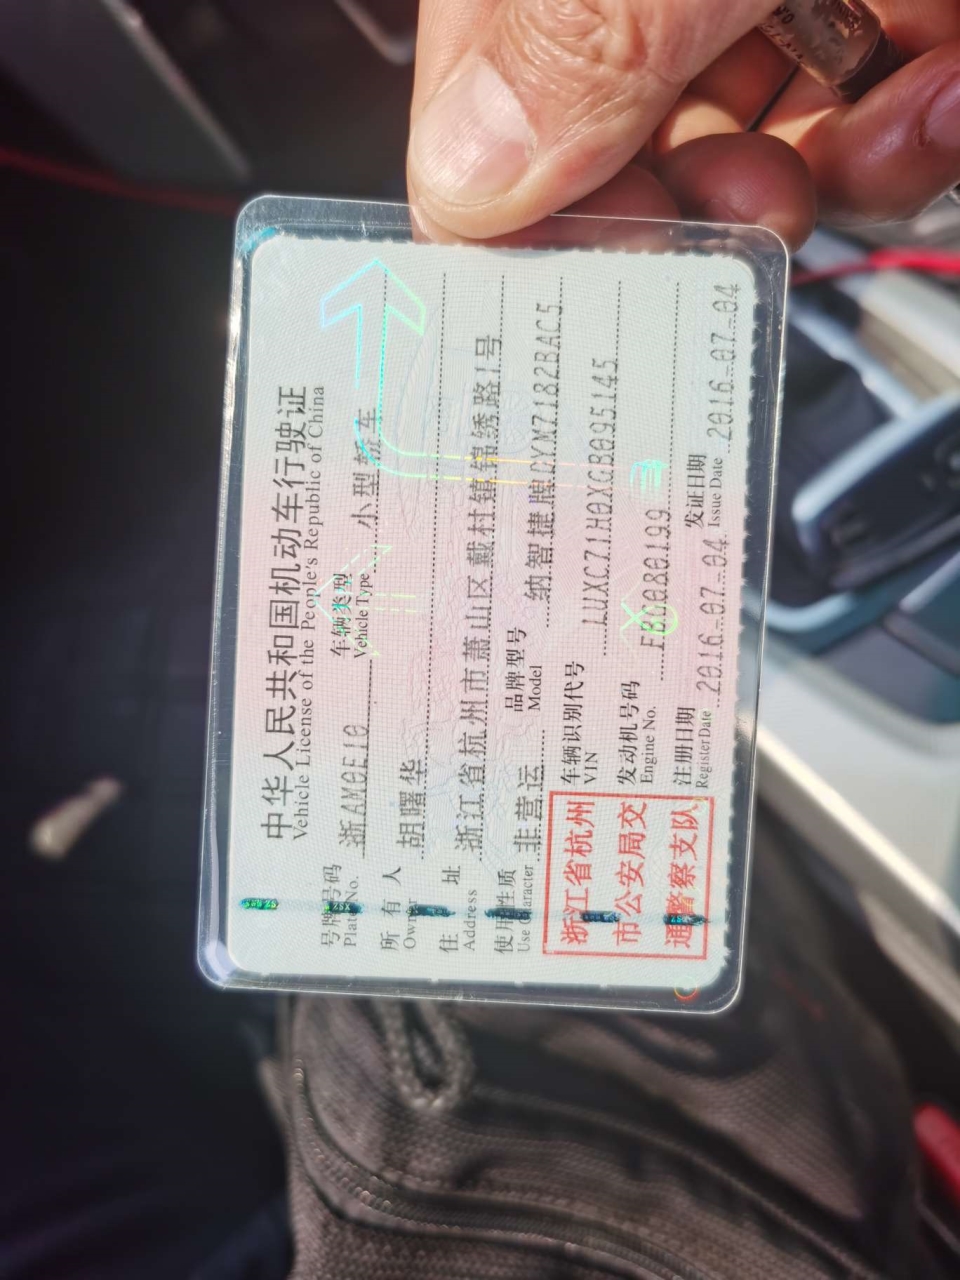 中华人民共和国机动车行驶证
Vehicle License of the People's Republic of China
号牌号码 浙AM0E10 车辆类型 小型轿车
Plate No. Vehicle Type
所有人 胡曙华
Owner
住址 浙江省杭州市萧山区戴村镇锦绣路1号
Address
使用性质 非营运 品牌型号 纳智捷牌DYM7182BAC5
Use Character Model
浙江省杭州
市公安局交
通警察支队
车辆识别代号 LUXC71H0XGB095145
VIN
发动机号码 FB0080199
Engine No.
注册日期 2016-07-04 发证日期 2016-07-04
Register Date Issue Date